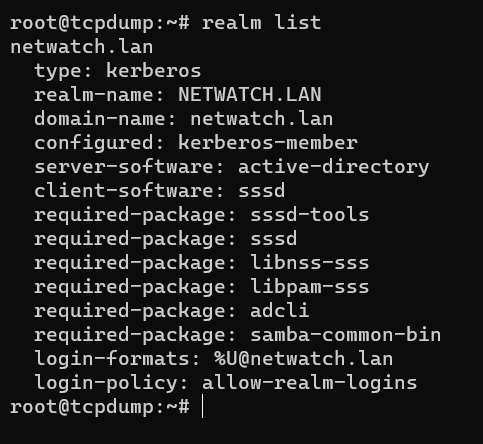 root@tcpdump:~# realm list
netwatch.lan
  type: kerberos
  realm-name: NETWATCH.LAN
  domain-name: netwatch.lan
  configured: kerberos-member
  server-software: active-directory
  client-software: sssd
  required-package: sssd-tools
  required-package: sssd
  required-package: libnss-sss
  required-package: libpam-sss
  required-package: adcli
  required-package: samba-common-bin
  login-formats: %U@netwatch.lan
  login-policy: allow-realm-logins
root@tcpdump:~#